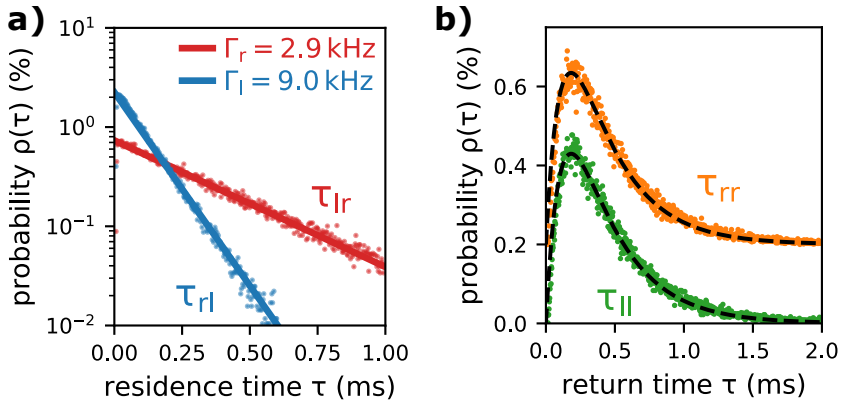 a)
probability ρ(τ) (%)
10¹
10⁰
10⁻¹
10⁻²
Γᵣ = 2.9 kHz
Γₗ = 9.0 kHz
τₗᵣ
τᵣₗ
0.00 0.25 0.50 0.75 1.00
residence time τ (ms)
b)
probability ρ(τ) (%)
0.6
0.4
0.2
0.0
τᵣᵣ
τₗₗ
0.0 0.5 1.0 1.5 2.0
return time τ (ms)